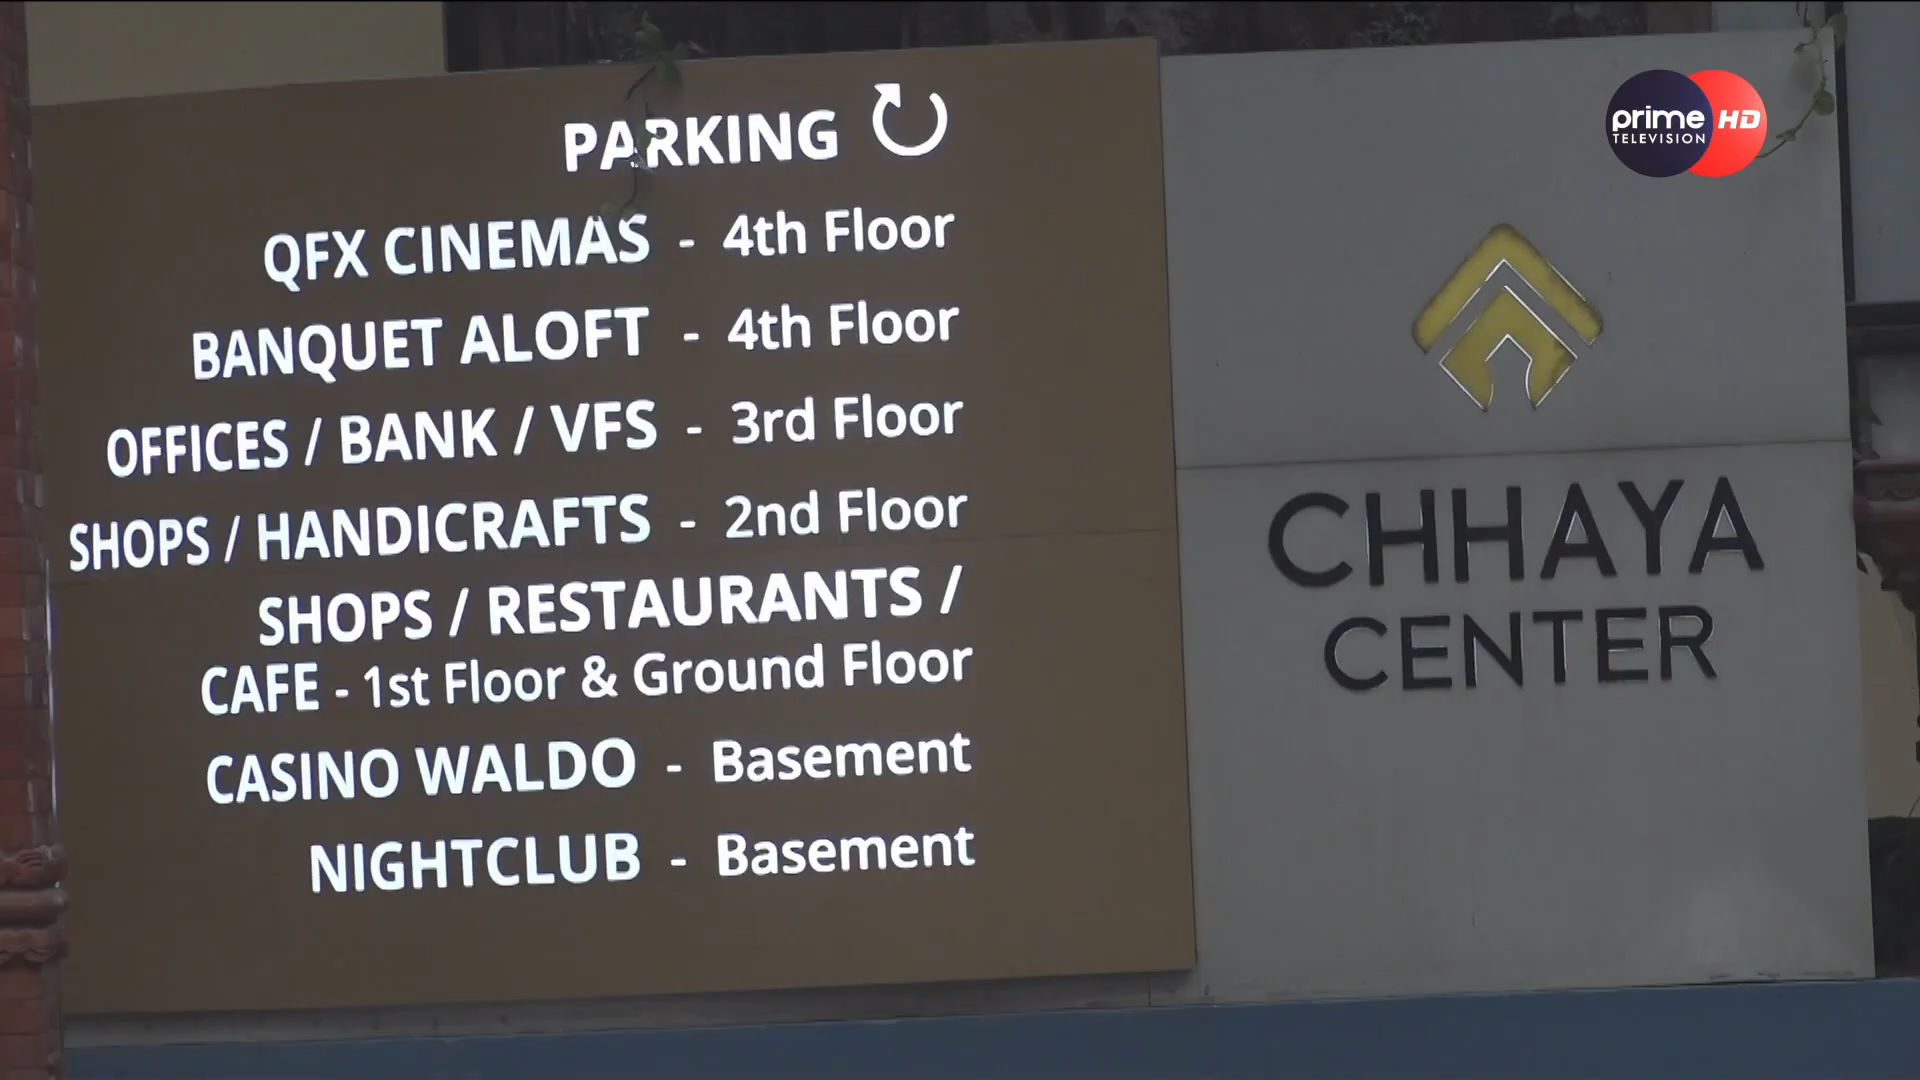 PARKING
QFX CINEMAS - 4th Floor
BANQUET ALOFT - 4th Floor
OFFICES / BANK / VFS - 3rd Floor
SHOPS / HANDICRAFTS - 2nd Floor
SHOPS / RESTAURANTS /
CAFE - 1st Floor & Ground Floor
CASINO WALDO - Basement
NIGHTCLUB - Basement
CHHAYA
CENTER
prime HD
TELEVISION